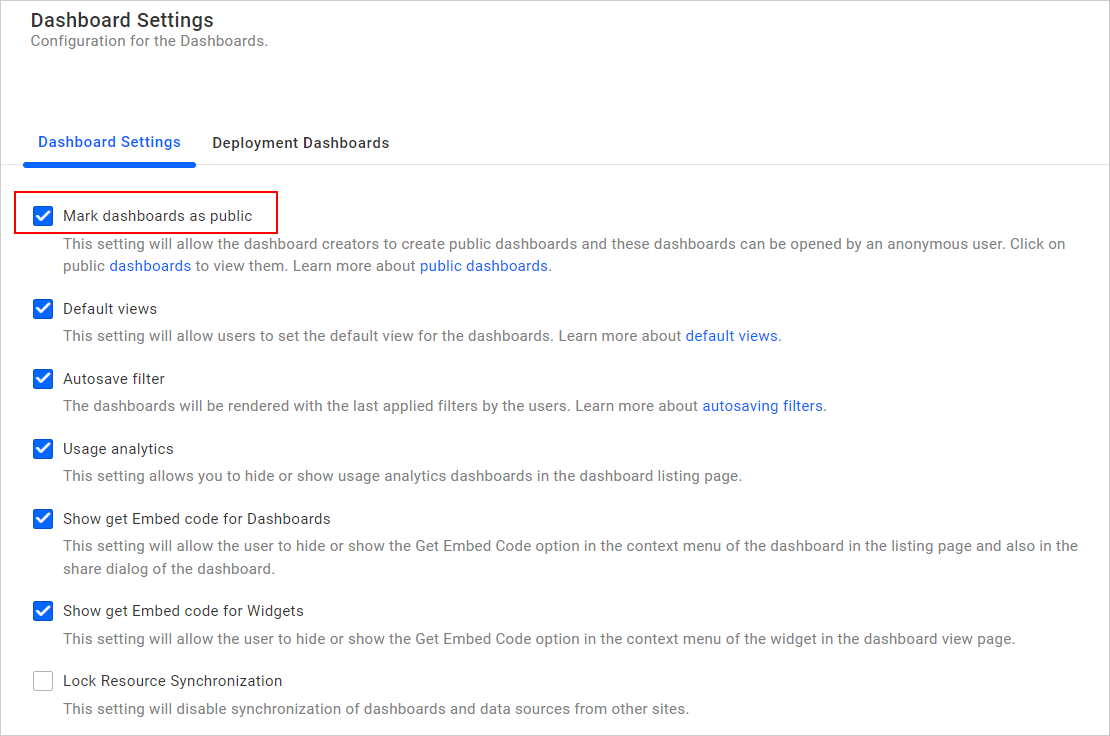 Dashboard Settings
Configuration for the Dashboards.
Dashboard Settings
Deployment Dashboards
Mark dashboards as public
This setting will allow the dashboard creators to create public dashboards and these dashboards can be opened by an anonymous user. Click on
public dashboards to view them. Learn more about public dashboards.
Default views
This setting will allow users to set the default view for the dashboards. Learn more about default views.
Autosave filter
The dashboards will be rendered with the last applied filters by the users. Learn more about autosaving filters.
Usage analytics
This setting allows you to hide or show usage analytics dashboards in the dashboard listing page.
Show get Embed code for Dashboards
This setting will allow the user to hide or show the Get Embed Code option in the context menu of the dashboard in the listing page and also in the
share dialog of the dashboard.
Show get Embed code for Widgets
This setting will allow the user to hide or show the Get Embed Code option in the context menu of the widget in the dashboard view page.
Lock Resource Synchronization
This setting will disable synchronization of dashboards and data sources from other sites.